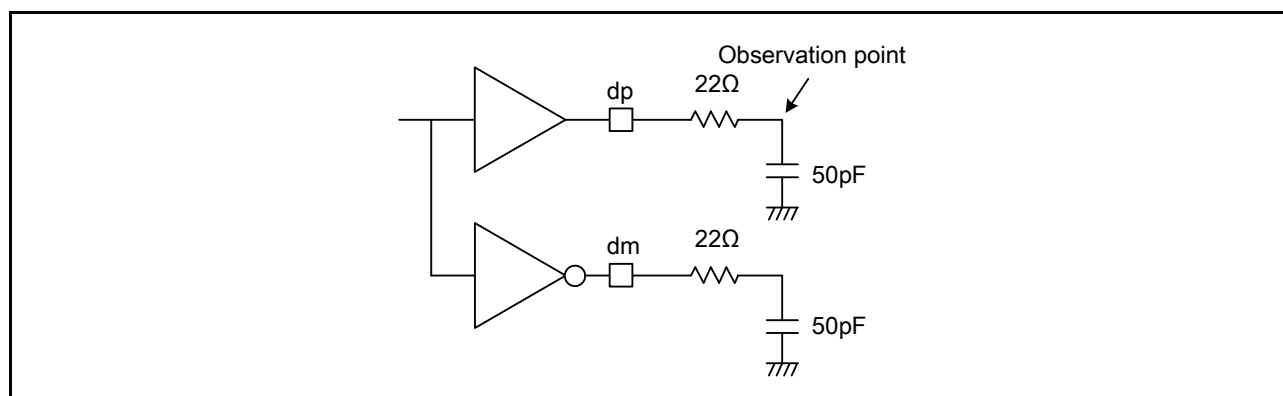 Observation point
dp
22Ω
50pF
dm
22Ω
50pF